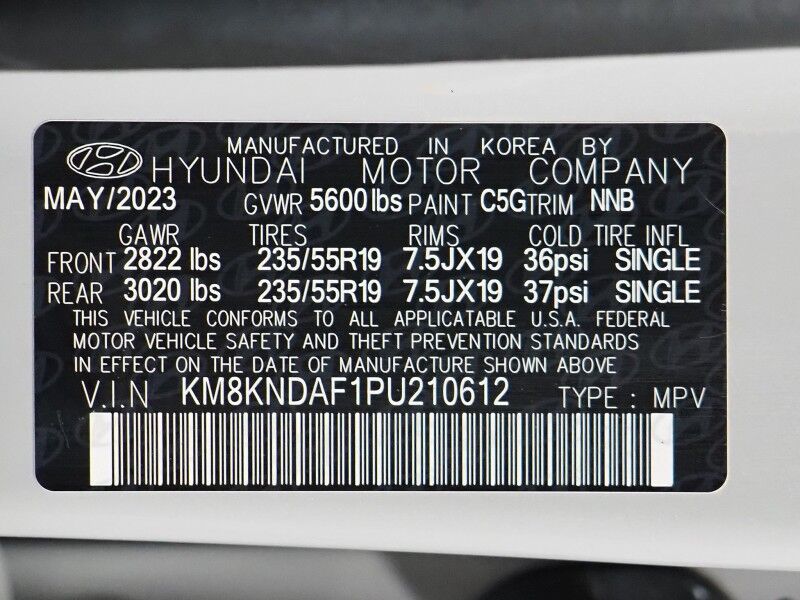 MANUFACTURED IN KOREA BY
HYUNDAI MOTOR COMPANY
MAY/2023 GVWR 5600 lbs PAINT C5G TRIM NNB
GAWR TIRES RIMS COLD TIRE INFL
FRONT 2822 lbs 235/55R19 7.5JX19 36psi SINGLE
REAR 3020 lbs 235/55R19 7.5JX19 37psi SINGLE
THIS VEHICLE CONFORMS TO ALL APPLICATABLE U.S.A. FEDERAL
MOTOR VEHICLE SAFETY AND THEFT PREVENTION STANDARDS
IN EFFECT ON THE DATE OF MANUFACTURE SHOWN ABOVE
V.I.N KM8KNDAF1PU210612 TYPE : MPV